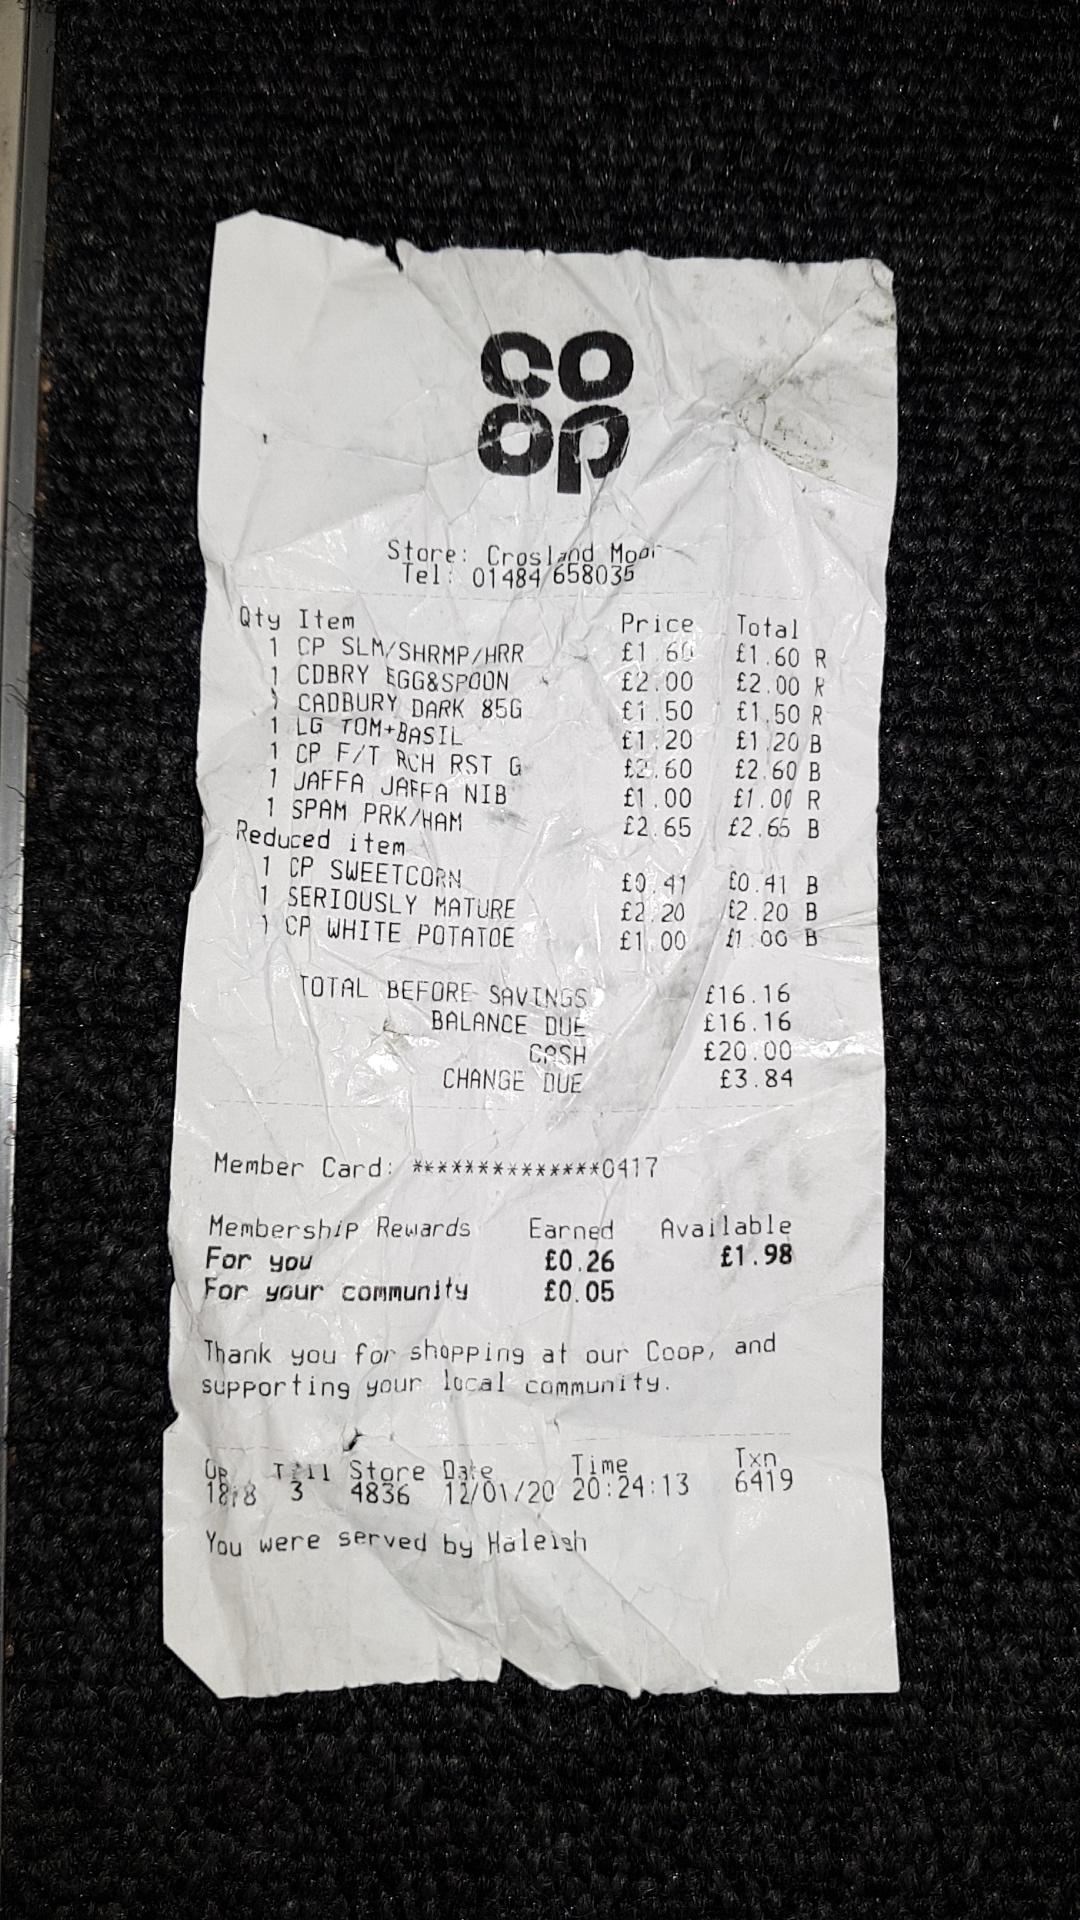 co
op
Store: Crosland Moor
Tel: 01484 658035
Qty Item Price Total
1 CP SLM/SHRMP/HRR £1.60 £1.60 R
1 CDBRY EGG&SPOON £2.00 £2.00 R
1 CADBURY DARK 85G £1.50 £1.50 R
1 LG TOM+BASIL £1.20 £1.20 B
1 CP F/T RCH RST G £2.60 £2.60 B
1 JAFFA JAFFA NIB £1.00 £1.00 R
1 SPAM PRK/HAM £2.65 £2.65 B
Reduced item
1 CP SWEETCORN £0.41 £0.41 B
1 SERIOUSLY MATURE £2.20 £2.20 B
1 CP WHITE POTATOE £1.00 £1.00 B
TOTAL BEFORE SAVINGS £16.16
BALANCE DUE £16.16
CASH £20.00
CHANGE DUE £3.84
Member Card: **************0417
Membership Rewards Earned Available
For you £0.26 £1.98
For your community £0.05
Thank you for shopping at our Coop, and
supporting your local community.
Op Till Store Date Time Txn
3 4836 12/01/20 20:24:13 6419
You were served by Haleish